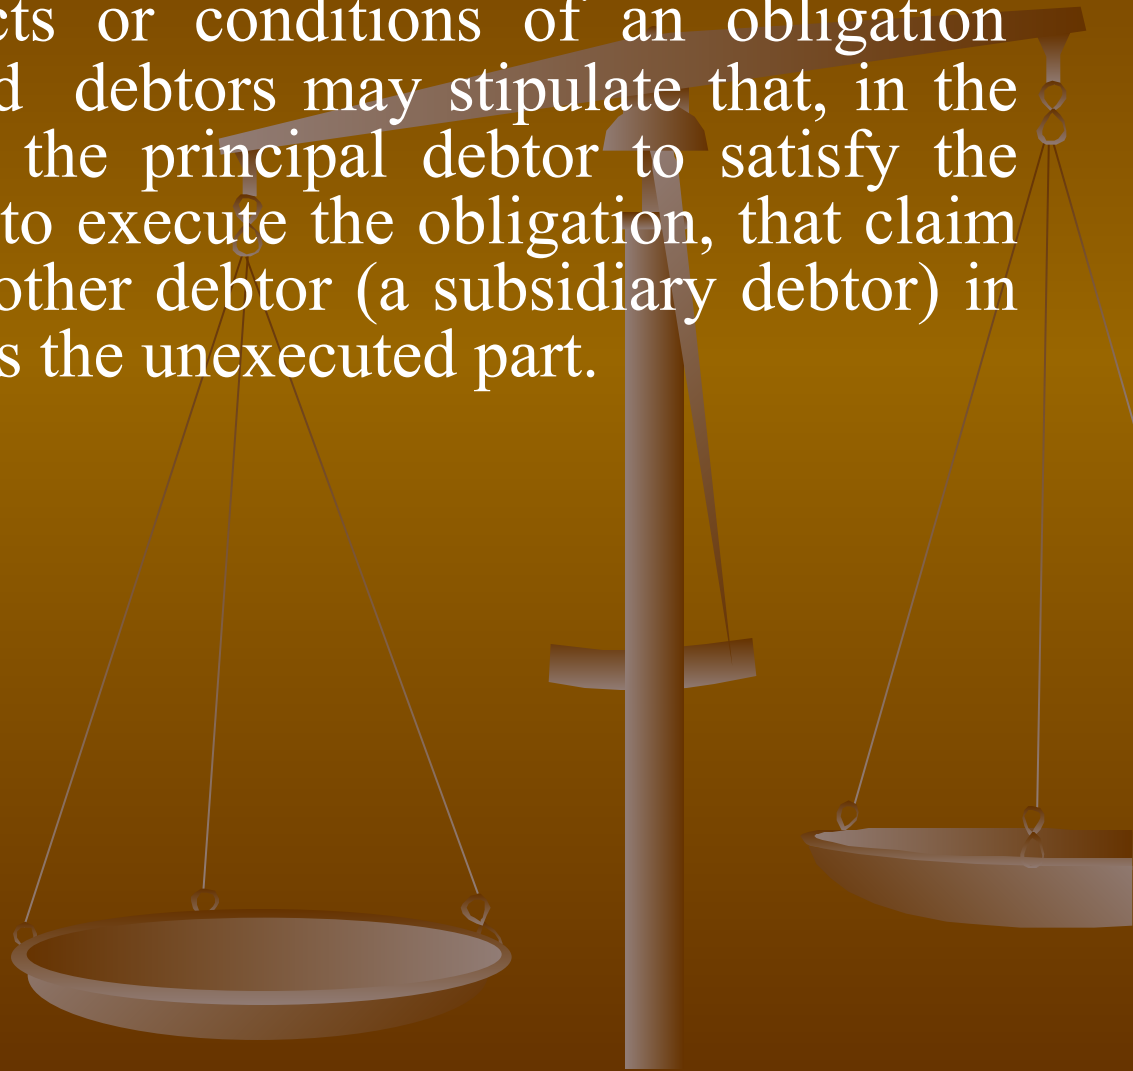 cts or conditions of an obligation
d debtors may stipulate that, in the
the principal debtor to satisfy the
to execute the obligation, that claim
other debtor (a subsidiary debtor) in
s the unexecuted part.